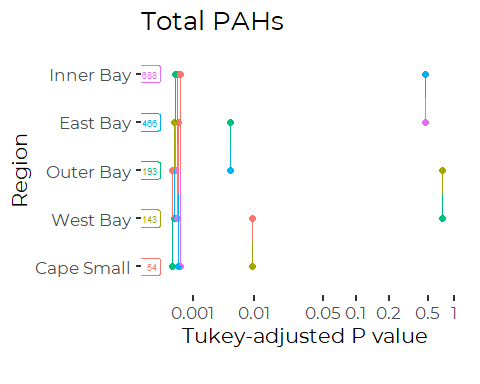 Total PAHs
Region
Inner Bay 688
East Bay 466
Outer Bay 193
West Bay 143
Cape Small 54
0.001 0.01 0.05 0.1 0.2 0.5 1
Tukey-adjusted P value